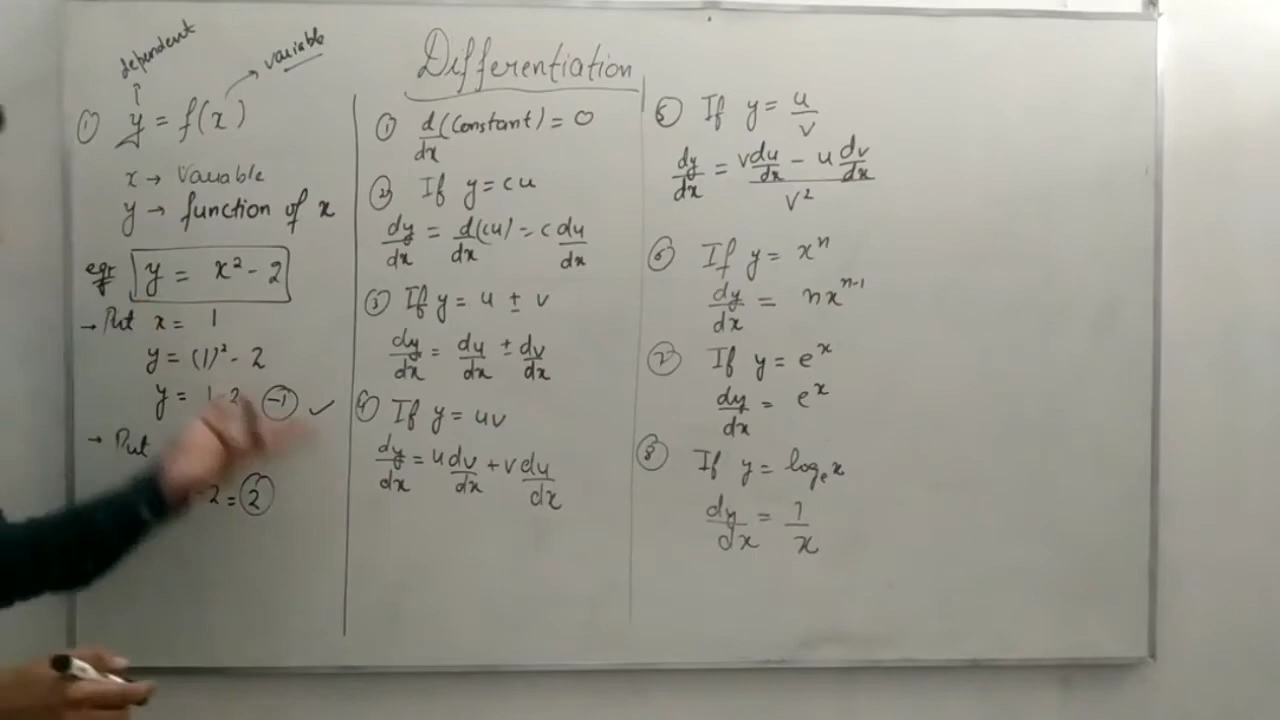 Differentiation
dependent
variable
① y = f(x)
x → Variable
y → function of x
y = x² - 2
→ Put x = 1
y = (1)² - 2
y = 1-2 -1 ✓
→ Put
2 = 2
① d/dx (Constant) = 0
② If y = cu
dy/dx = d/dx (cu) = c du/dx
③ If y = u ± v
dy/dx = du/dx ± dv/dx
④ If y = uv
dy/dx = u dv/dx + v du/dx
⑤ If y = u/v
dy/dx = (v du/dx - u dv/dx)/v²
⑥ If y = xⁿ
dy/dx = nxⁿ⁻¹
⑦ If y = eˣ
dy/dx = eˣ
⑧ If y = logₑx
dy/dx = 1/x